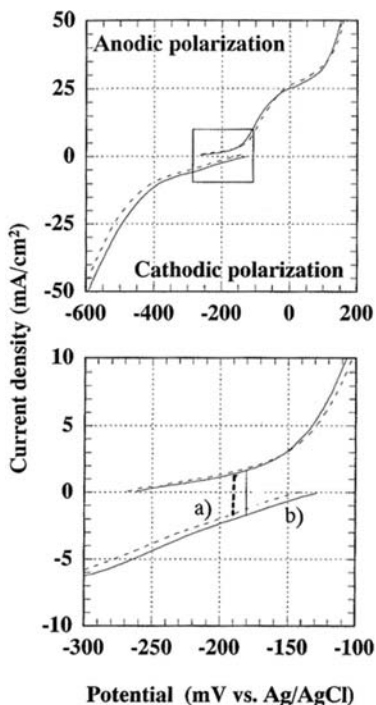 Anodic polarization
50
25
0
-25
-50
Cathodic polarization
-600 -400 -200 0 200
Current density (mA/cm²)
10
5
0
-5
-10
a)
b)
-300 -250 -200 -150 -100
Potential (mV vs. Ag/AgCl)